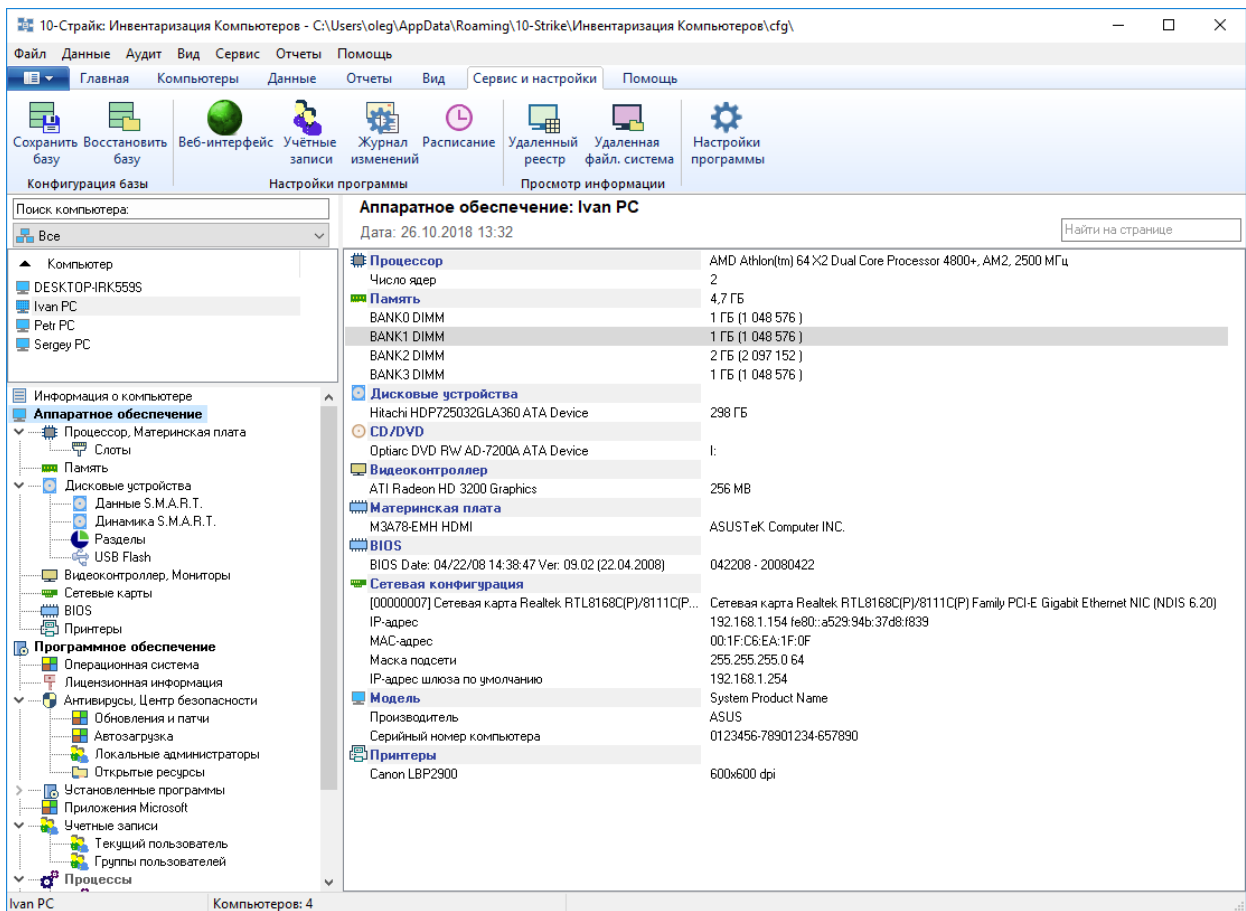 10-Страйк: Инвентаризация Компьютеров - C:\Users\oleg\AppData\Roaming\10-Strike\Инвентаризация Компьютеров\cfg\
Файл Данные Аудит Вид Сервис Отчеты Помощь
Главная Компьютеры Данные Отчеты Вид Сервис и настройки Помощь
Сохранить базу
Восстановить базу
Веб-интерфейс
Учётные записи
Журнал изменений
Расписание
Удаленный реестр
Удаленная файл. система
Настройки программы
Конфигурация базы
Настройки программы
Просмотр информации
Поиск компьютера:
Все
Компьютер
DESKTOP-IRK559S
Ivan PC
Petr PC
Sergey PC
Информация о компьютере
Аппаратное обеспечение
Процессор, Материнская плата
Слоты
Память
Дисковые устройства
Данные S.M.A.R.T.
Динамика S.M.A.R.T.
Разделы
USB Flash
Видеоконтроллер, Мониторы
Сетевые карты
BIOS
Принтеры
Программное обеспечение
Операционная система
Лицензионная информация
Антивирусы, Центр безопасности
Обновления и патчи
Автозагрузка
Локальные администраторы
Открытые ресурсы
Установленные программы
Приложения Microsoft
Учетные записи
Текущий пользователь
Группы пользователей
Процессы
Аппаратное обеспечение: Ivan PC
Дата: 26.10.2018 13:32
Найти на странице
Процессор AMD Athlon(tm) 64 X2 Dual Core Processor 4800+, AM2, 2500 МГц
Число ядер 2
Память 4,7 ГБ
BANK0 DIMM 1 ГБ (1 048 576 )
BANK1 DIMM 1 ГБ (1 048 576 )
BANK2 DIMM 2 ГБ (2 097 152 )
BANK3 DIMM 1 ГБ (1 048 576 )
Дисковые устройства
Hitachi HDP725032GLA360 ATA Device 298 ГБ
CD/DVD
Optiarc DVD RW AD-7200A ATA Device I:
Видеоконтроллер
ATI Radeon HD 3200 Graphics 256 MB
Материнская плата
M3A78-EMH HDMI ASUSTeK Computer INC.
BIOS
BIOS Date: 04/22/08 14:38:47 Ver: 09.02 (22.04.2008) 042208 - 20080422
Сетевая конфигурация
[00000007] Сетевая карта Realtek RTL8168C(P)/8111C(P... Сетевая карта Realtek RTL8168C(P)/8111C(P) Family PCI-E Gigabit Ethernet NIC (NDIS 6.20)
IP-адрес 192.168.1.154 fe80::a529:94b:37d8:f839
MAC-адрес 00:1F:C6:EA:1F:0F
Маска подсети 255.255.255.0 64
IP-адрес шлюза по умолчанию 192.168.1.254
Модель System Product Name
Производитель ASUS
Серийный номер компьютера 0123456-78901234-657890
Принтеры
Canon LBP2900 600x600 dpi
Ivan PC Компьютеров: 4